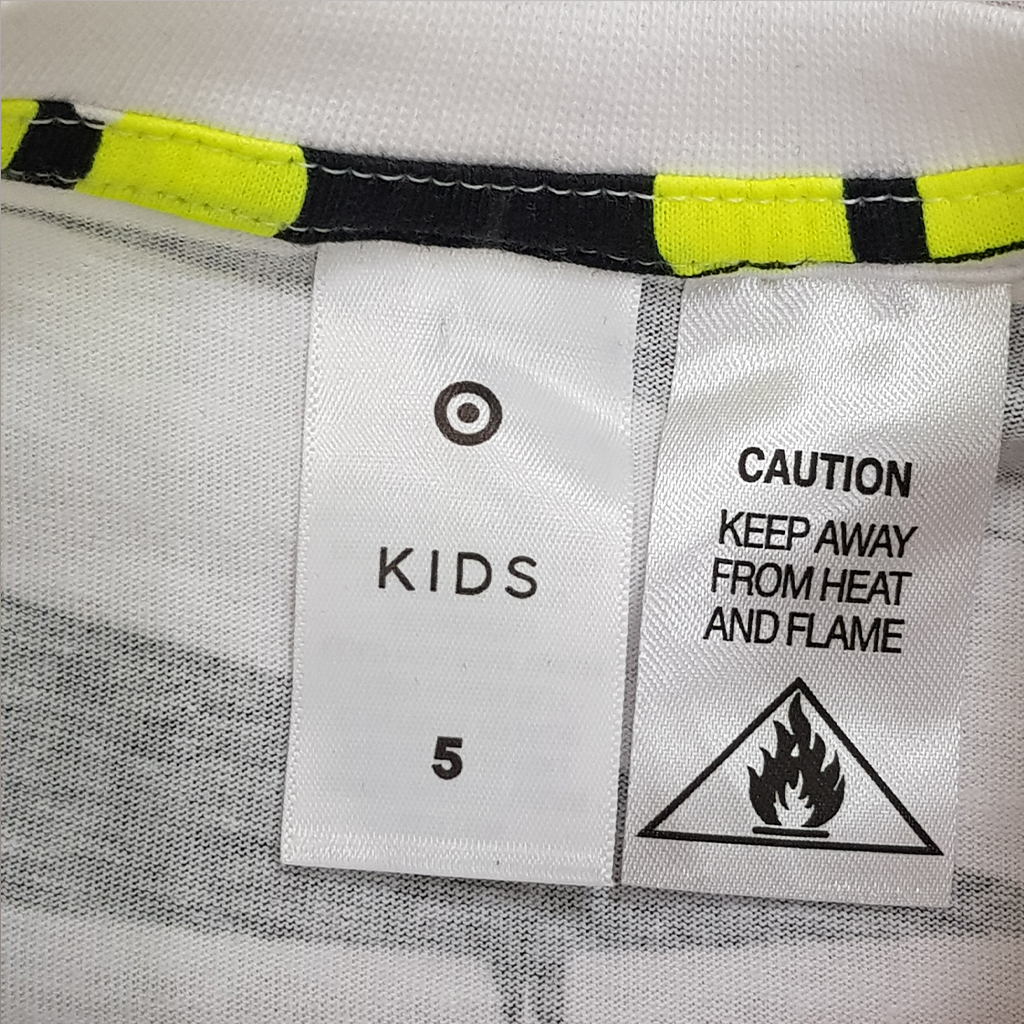 KIDS
5
CAUTION
KEEP AWAY
FROM HEAT
AND FLAME